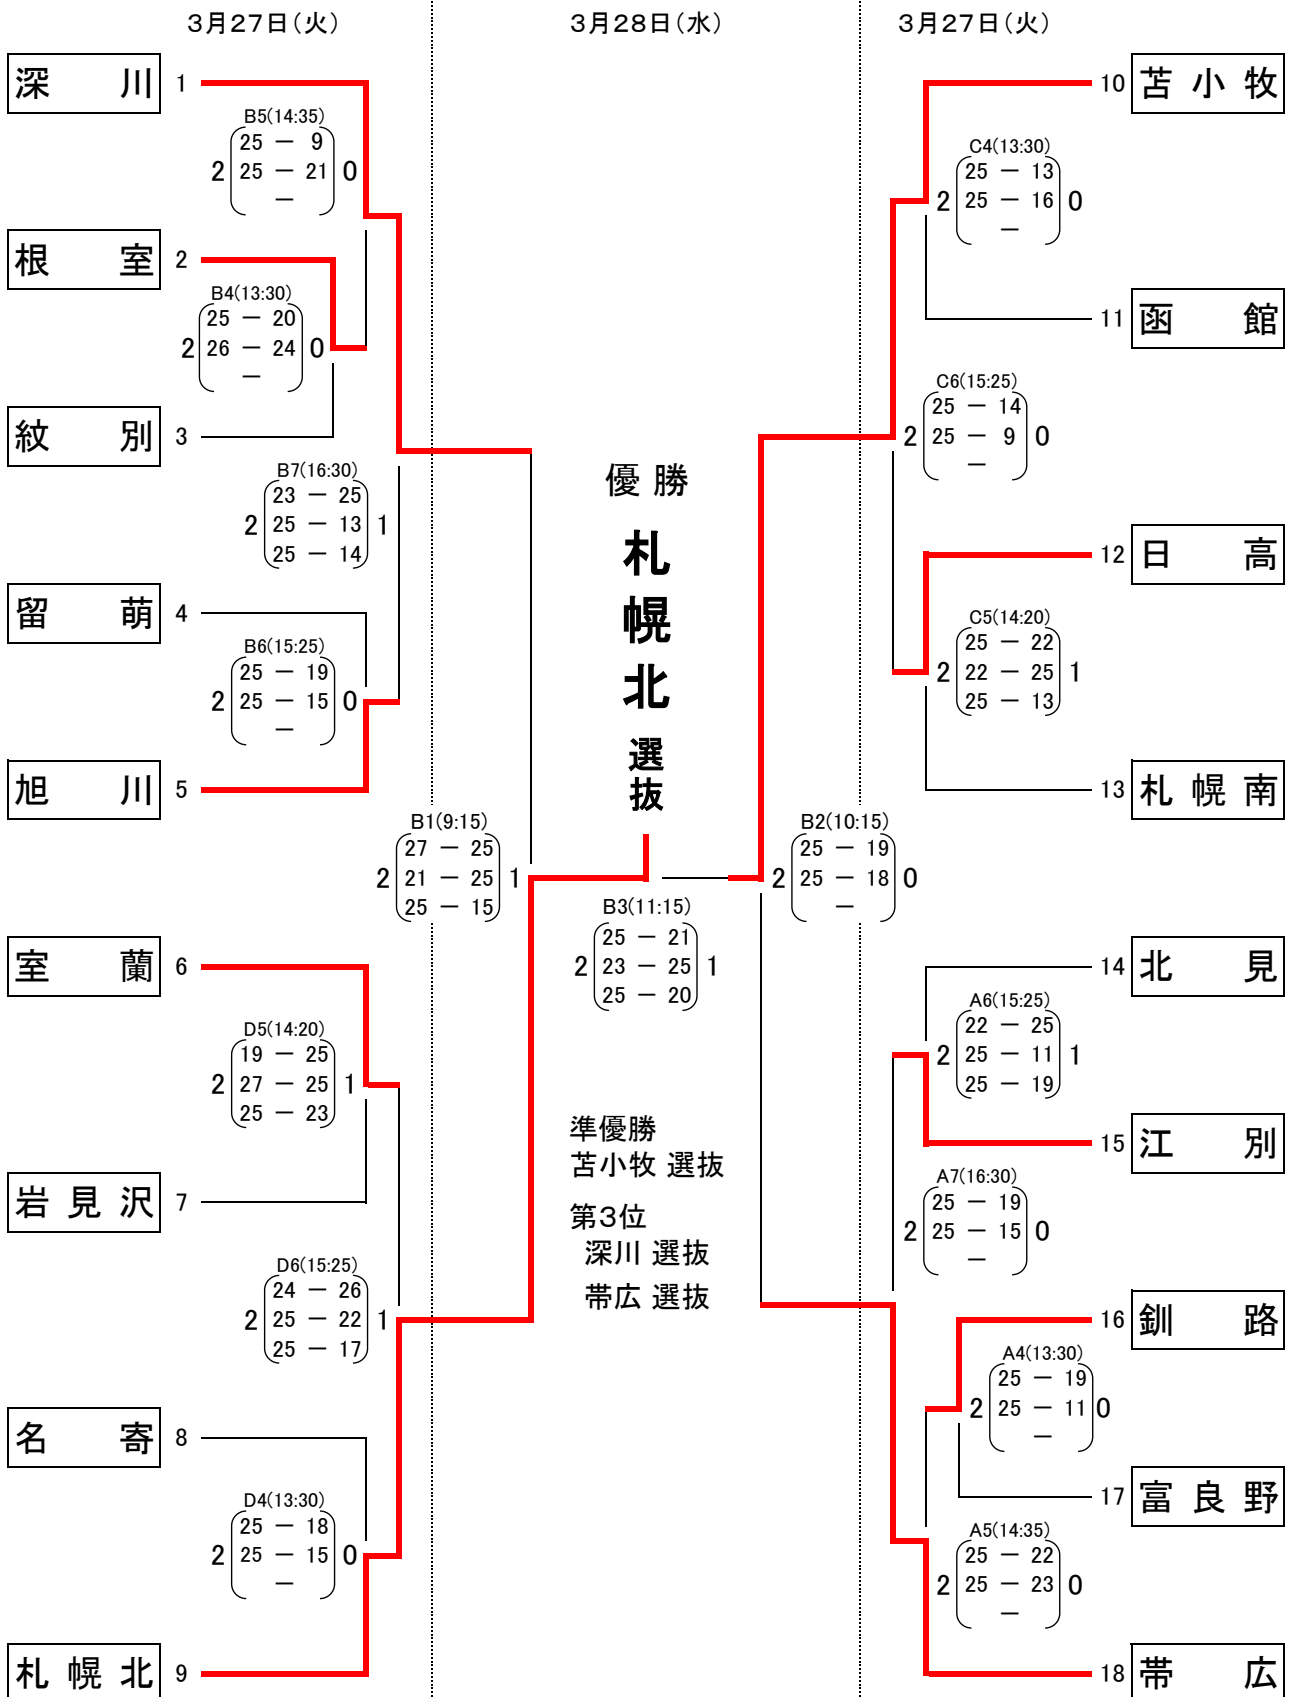 3月27日(火)
3月28日(水)
3月27日(火)
深川 1
B5(14:35)
25 － 9
2 25 － 21 0
－
根室 2
B4(13:30)
25 － 20
2 26 － 24 0
－
紋別 3
B7(16:30)
23 － 25
2 25 － 13 1
25 － 14
留萌 4
B6(15:25)
25 － 19
2 25 － 15 0
－
旭川 5
B1(9:15)
27 － 25
2 21 － 25 1
25 － 15
室蘭 6
D5(14:20)
19 － 25
2 27 － 25 1
25 － 23
岩見沢 7
D6(15:25)
24 － 26
2 25 － 22 1
25 － 17
名寄 8
D4(13:30)
25 － 18
2 25 － 15 0
－
札幌北 9
優勝
札幌北選抜
B3(11:15)
25 － 21
2 23 － 25 1
25 － 20
準優勝
苫小牧 選抜
第3位
深川 選抜
帯広 選抜
10 苫小牧
C4(13:30)
25 － 13
2 25 － 16 0
－
11 函館
C6(15:25)
25 － 14
2 25 － 9 0
－
12 日高
C5(14:20)
25 － 22
2 22 － 25 1
25 － 13
13 札幌南
B2(10:15)
25 － 19
2 25 － 18 0
－
14 北見
A6(15:25)
22 － 25
2 25 － 11 1
25 － 19
15 江別
A7(16:30)
25 － 19
2 25 － 15 0
－
16 釧路
A4(13:30)
25 － 19
2 25 － 11 0
－
17 富良野
A5(14:35)
25 － 22
2 25 － 23 0
－
18 帯広